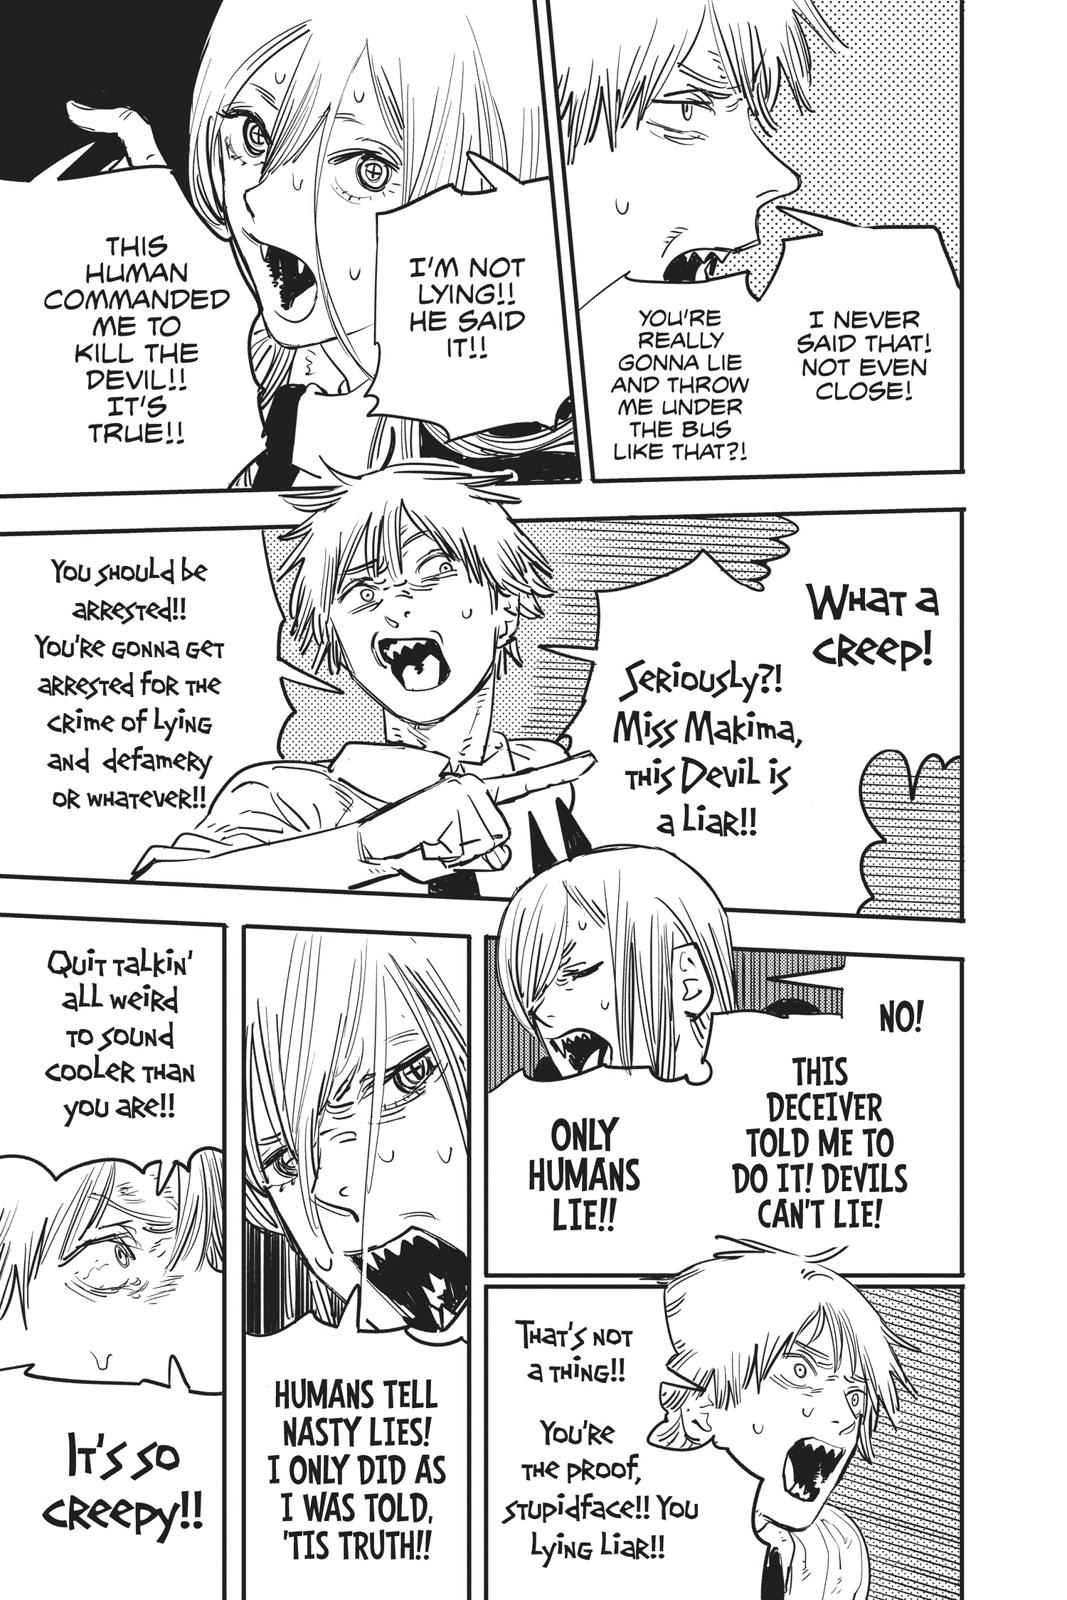 I NEVER
SAID THAT!
NOT EVEN
CLOSE!
YOU'RE
REALLY
GONNA LIE
AND THROW
ME UNDER
THE BUS
LIKE THAT?!
I'M NOT
LYING!!
HE SAID
IT!!
THIS
HUMAN
COMMANDED
ME TO
KILL THE
DEVIL!!
IT'S
TRUE!!
WHAT A
CREEP!
SERIOUSLY?!
MISS MAKIMA,
THIS DEVIL IS
A LIAR!!
YOU SHOULD BE
ARRESTED!!
YOU'RE GONNA GET
ARRESTED FOR THE
CRIME OF LYING
AND DEFAMERY
OR WHATEVER!!
NO!
THIS
DECEIVER
TOLD ME TO
DO IT! DEVILS
CAN'T LIE!
ONLY
HUMANS
LIE!!
THAT'S NOT
A THING!!
YOU'RE
THE PROOF,
STUPIDFACE!! YOU
LYING LIAR!!
HUMANS TELL
NASTY LIES!
I ONLY DID AS
I WAS TOLD,
'TIS TRUTH!!
QUIT TALKIN'
ALL WEIRD
TO SOUND
COOLER THAN
YOU ARE!!
IT'S SO
CREEPY!!